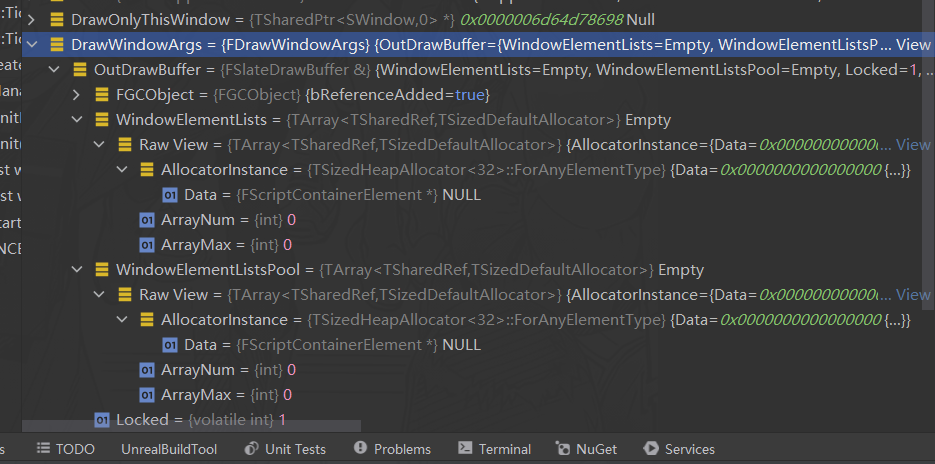 ::Tic
DrawOnlyThisWindow = {TSharedPtr<SWindow,0> *} 0x0000006d64d78698 Null
::Tic
DrawWindowArgs = {FDrawWindowArgs} {OutDrawBuffer={WindowElementLists=Empty, WindowElementListsP... View
eate
OutDrawBuffer = {FSlateDrawBuffer &} {WindowElementLists=Empty, WindowElementListsPool=Empty, Locked=1, ...
lana
FGCObject = {FGCObject} {bReferenceAdded=true}
nitl
WindowElementLists = {TArray<TSharedRef,TSizedDefaultAllocator>} Empty
nit(
Raw View = {TArray<TSharedRef,TSizedDefaultAllocator>} {AllocatorInstance={Data=0x00000000000... View
st w
AllocatorInstance = {TSizedHeapAllocator<32>::ForAnyElementType} {Data=0x0000000000000000 {...}}
st w
Data = {FScriptContainerElement *} NULL
tart
ArrayNum = {int} 0
NCE
ArrayMax = {int} 0
WindowElementListsPool = {TArray<TSharedRef,TSizedDefaultAllocator>} Empty
Raw View = {TArray<TSharedRef,TSizedDefaultAllocator>} {AllocatorInstance={Data=0x00000000000... View
AllocatorInstance = {TSizedHeapAllocator<32>::ForAnyElementType} {Data=0x0000000000000000 {...}}
Data = {FScriptContainerElement *} NULL
ArrayNum = {int} 0
ArrayMax = {int} 0
Locked = {volatile int} 1
s TODO UnrealBuildTool Unit Tests Problems Terminal NuGet Services